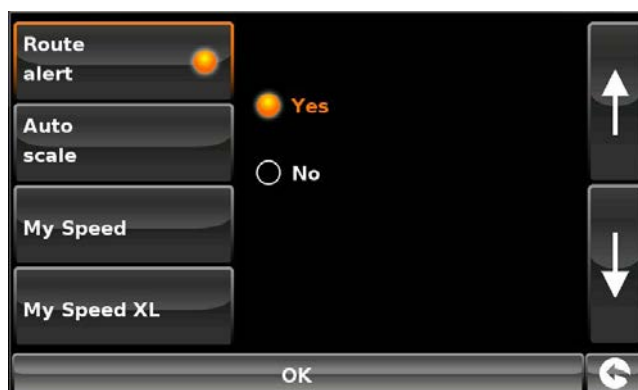 Route
alert
Auto
scale
My Speed
My Speed XL
Yes
No
OK